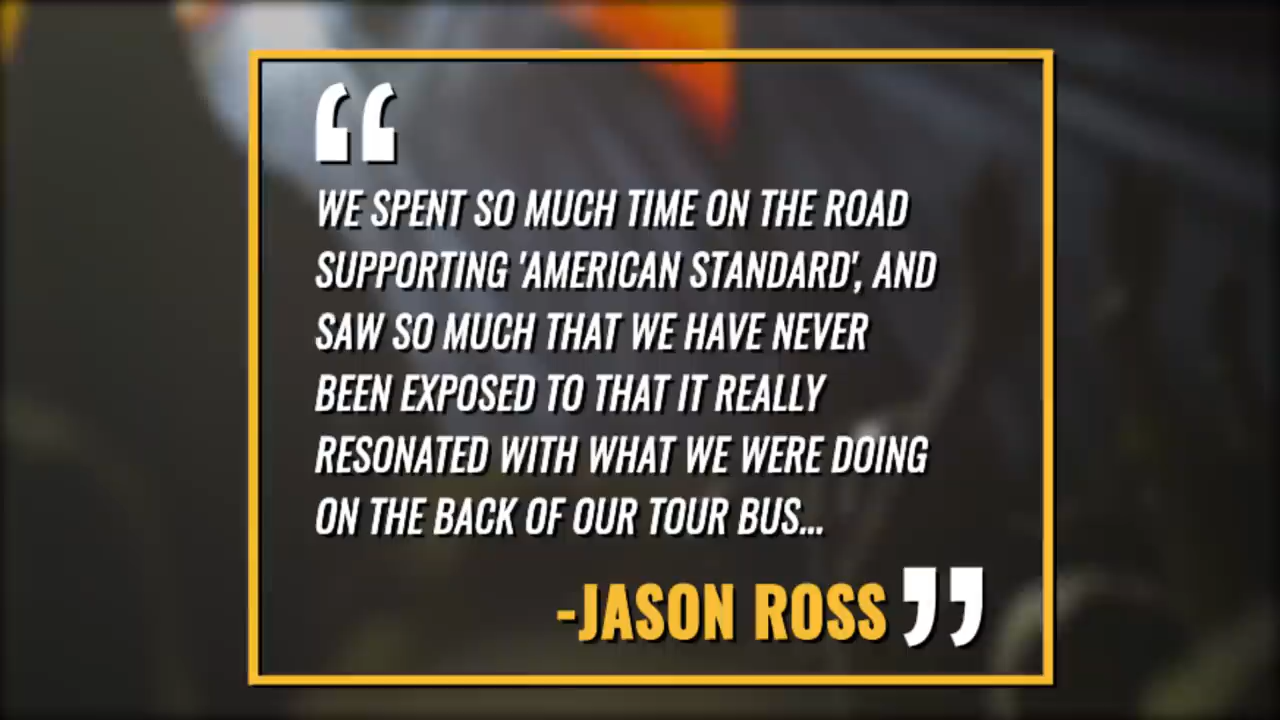 “
WE SPENT SO MUCH TIME ON THE ROAD
SUPPORTING 'AMERICAN STANDARD', AND
SAW SO MUCH THAT WE HAVE NEVER
BEEN EXPOSED TO THAT IT REALLY
RESONATED WITH WHAT WE WERE DOING
ON THE BACK OF OUR TOUR BUS...
-JASON ROSS ”